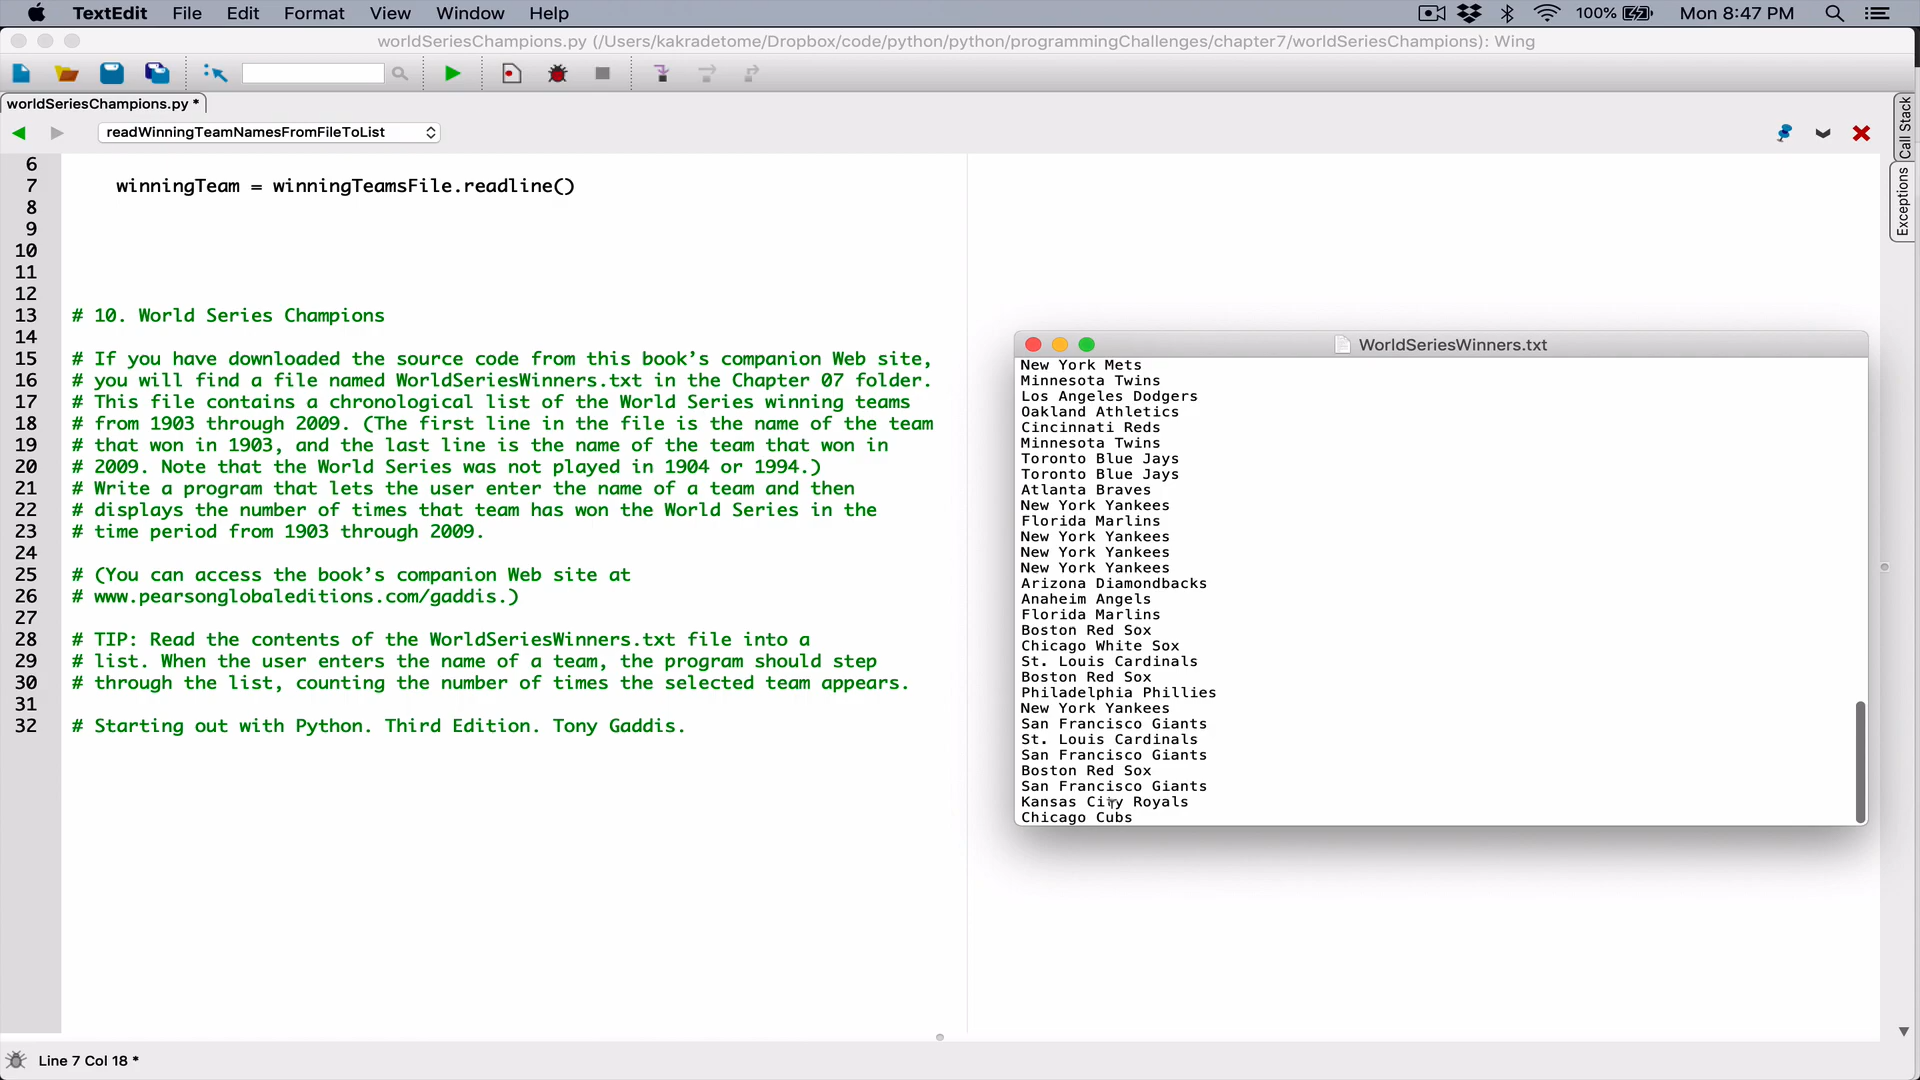 TextEdit File Edit Format View Window Help 100% Mon 8:47 PM
worldSeriesChampions.py (/Users/kakradetome/Dropbox/code/python/python/programmingChallenges/chapter7/worldSeriesChampions): Wing
worldSeriesChampions.py *
readWinningTeamNamesFromFileToList
Call Stack
Exceptions
6
7 winningTeam = winningTeamsFile.readline()
8
9
10
11
12
13 # 10. World Series Champions
14
15 # If you have downloaded the source code from this book’s companion Web site,
16 # you will find a file named WorldSeriesWinners.txt in the Chapter 07 folder.
17 # This file contains a chronological list of the World Series winning teams
18 # from 1903 through 2009. (The first line in the file is the name of the team
19 # that won in 1903, and the last line is the name of the team that won in
20 # 2009. Note that the World Series was not played in 1904 or 1994.)
21 # Write a program that lets the user enter the name of a team and then
22 # displays the number of times that team has won the World Series in the
23 # time period from 1903 through 2009.
24
25 # (You can access the book’s companion Web site at
26 # www.pearsonglobaleditions.com/gaddis.)
27
28 # TIP: Read the contents of the WorldSeriesWinners.txt file into a
29 # list. When the user enters the name of a team, the program should step
30 # through the list, counting the number of times the selected team appears.
31
32 # Starting out with Python. Third Edition. Tony Gaddis.
WorldSeriesWinners.txt
New York Mets
Minnesota Twins
Los Angeles Dodgers
Oakland Athletics
Cincinnati Reds
Minnesota Twins
Toronto Blue Jays
Toronto Blue Jays
Atlanta Braves
New York Yankees
Florida Marlins
New York Yankees
New York Yankees
New York Yankees
Arizona Diamondbacks
Anaheim Angels
Florida Marlins
Boston Red Sox
Chicago White Sox
St. Louis Cardinals
Boston Red Sox
Philadelphia Phillies
New York Yankees
San Francisco Giants
St. Louis Cardinals
San Francisco Giants
Boston Red Sox
San Francisco Giants
Kansas City Royals
Chicago Cubs
Line 7 Col 18 *